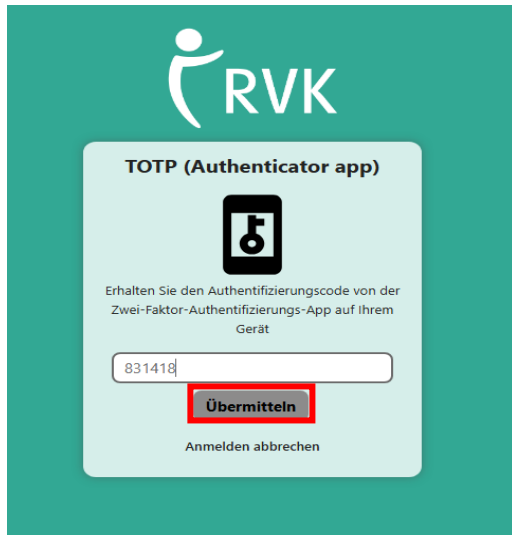 RVK
TOTP (Authenticator app)
Erhalten Sie den Authentifizierungscode von der
Zwei-Faktor-Authentifizierungs-App auf Ihrem
Gerät
831418
Übermitteln
Anmelden abbrechen